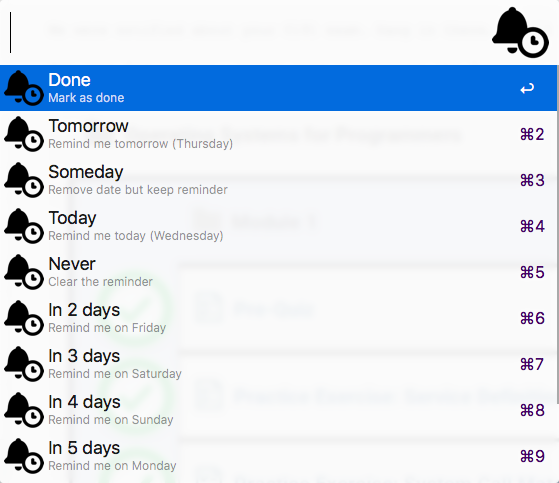 Done
Mark as done
↩
Tomorrow
Remind me tomorrow (Thursday)
⌘2
Someday
Remove date but keep reminder
⌘3
Today
Remind me today (Wednesday)
⌘4
Never
Clear the reminder
⌘5
In 2 days
Remind me on Friday
⌘6
In 3 days
Remind me on Saturday
⌘7
In 4 days
Remind me on Sunday
⌘8
In 5 days
Remind me on Monday
⌘9